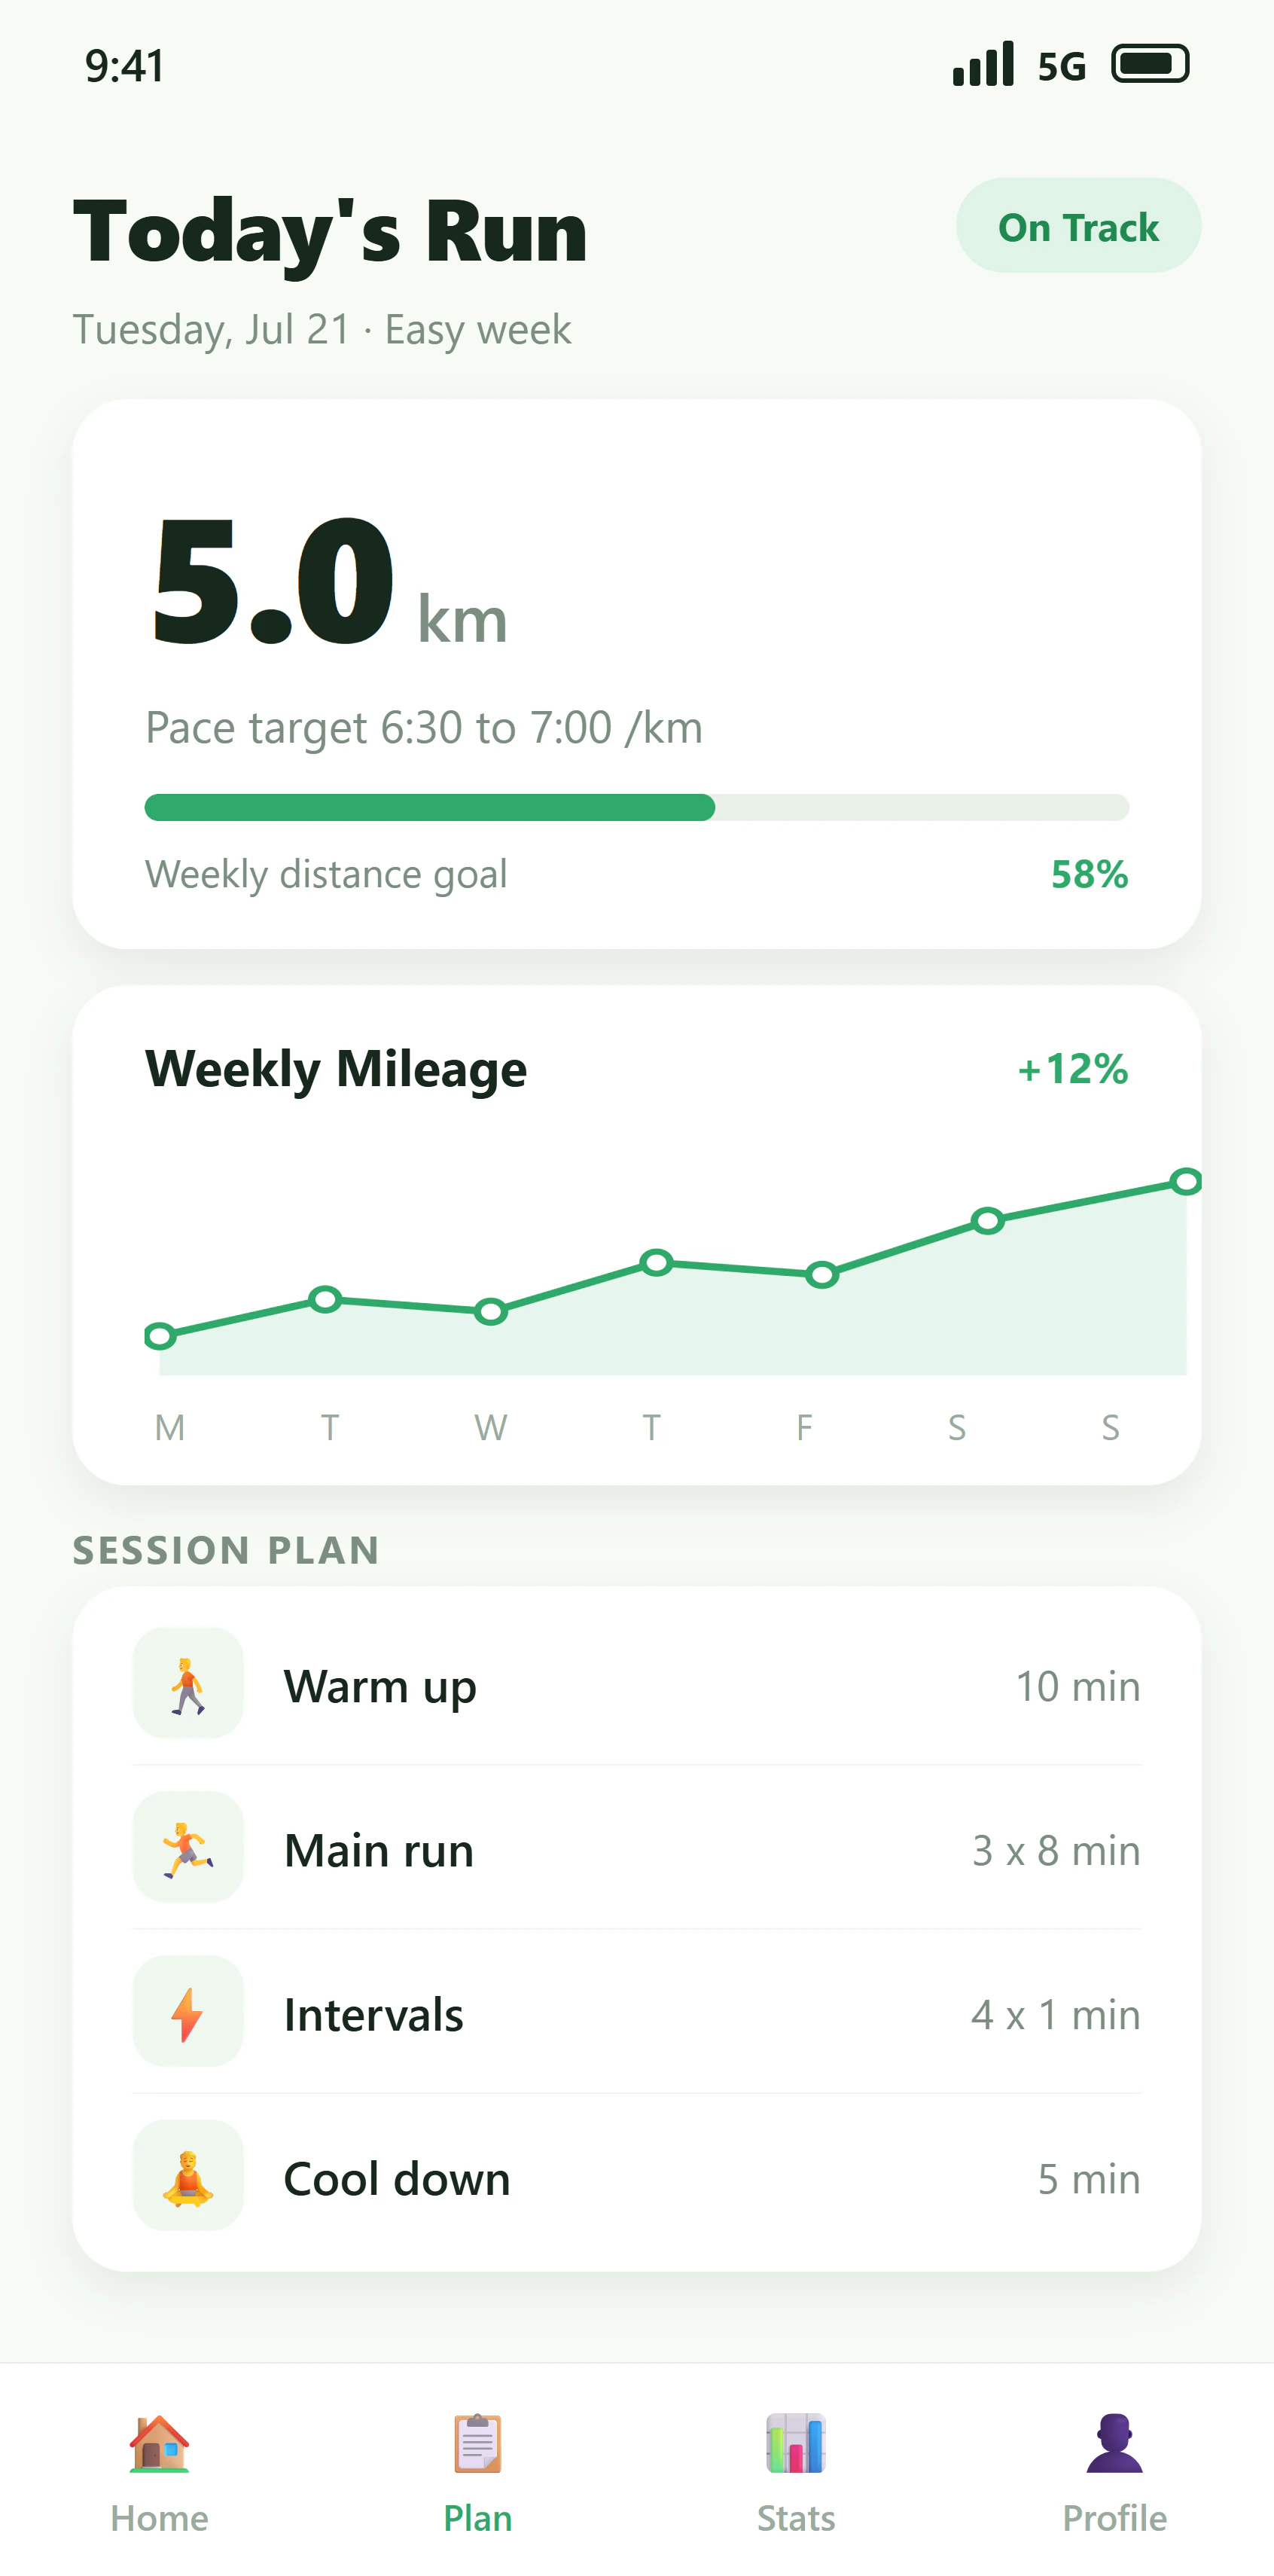 9:41 5G
Today's Run
On Track
Tuesday, Jul 21 · Easy week
5.0 km
Pace target 6:30 to 7:00 /km
Weekly distance goal 58%
Weekly Mileage +12%
M T W T F S S
SESSION PLAN
Warm up 10 min
Main run 3 x 8 min
Intervals 4 x 1 min
Cool down 5 min
Home Plan Stats Profile